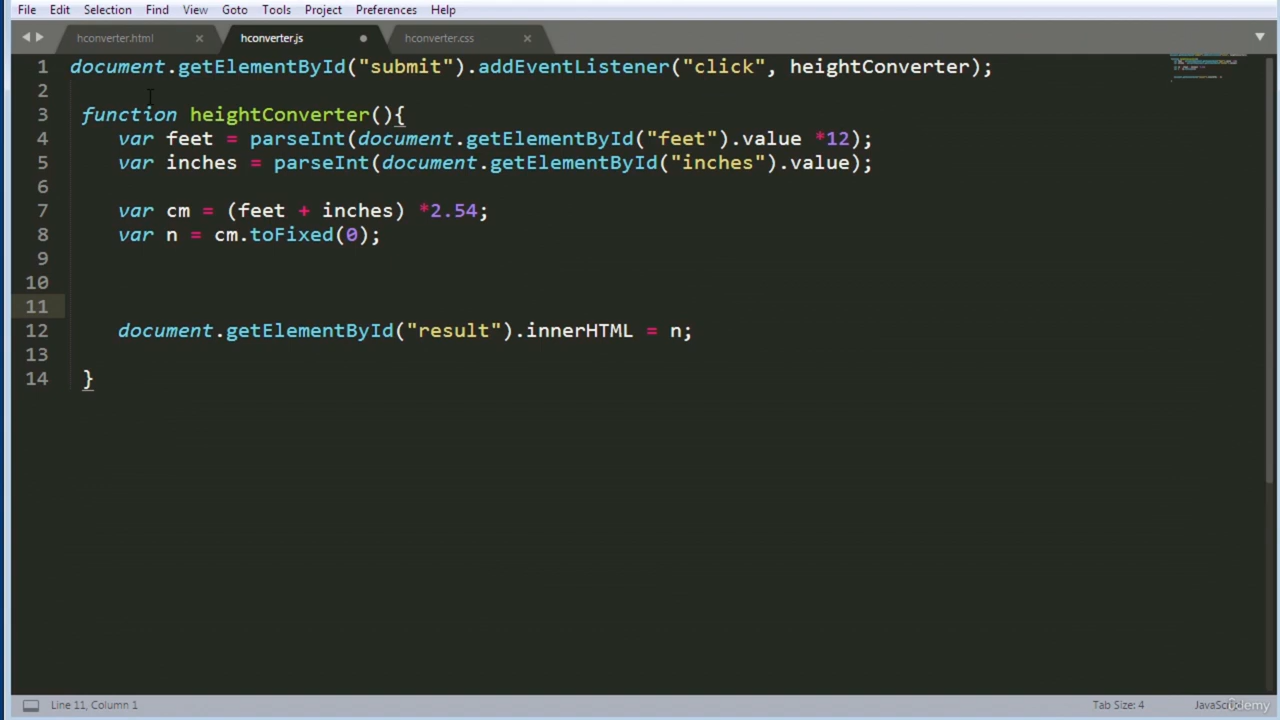 File Edit Selection Find View Goto Tools Project Preferences Help
hconverter.html × hconverter.js hconverter.css ×
1 document.getElementById("submit").addEventListener("click", heightConverter);
2
3 function heightConverter(){
4 var feet = parseInt(document.getElementById("feet").value *12);
5 var inches = parseInt(document.getElementById("inches").value);
6
7 var cm = (feet + inches) *2.54;
8 var n = cm.toFixed(0);
9
10
11
12 document.getElementById("result").innerHTML = n;
13
14 }
Line 11, Column 1 Tab Size: 4 JavaScript